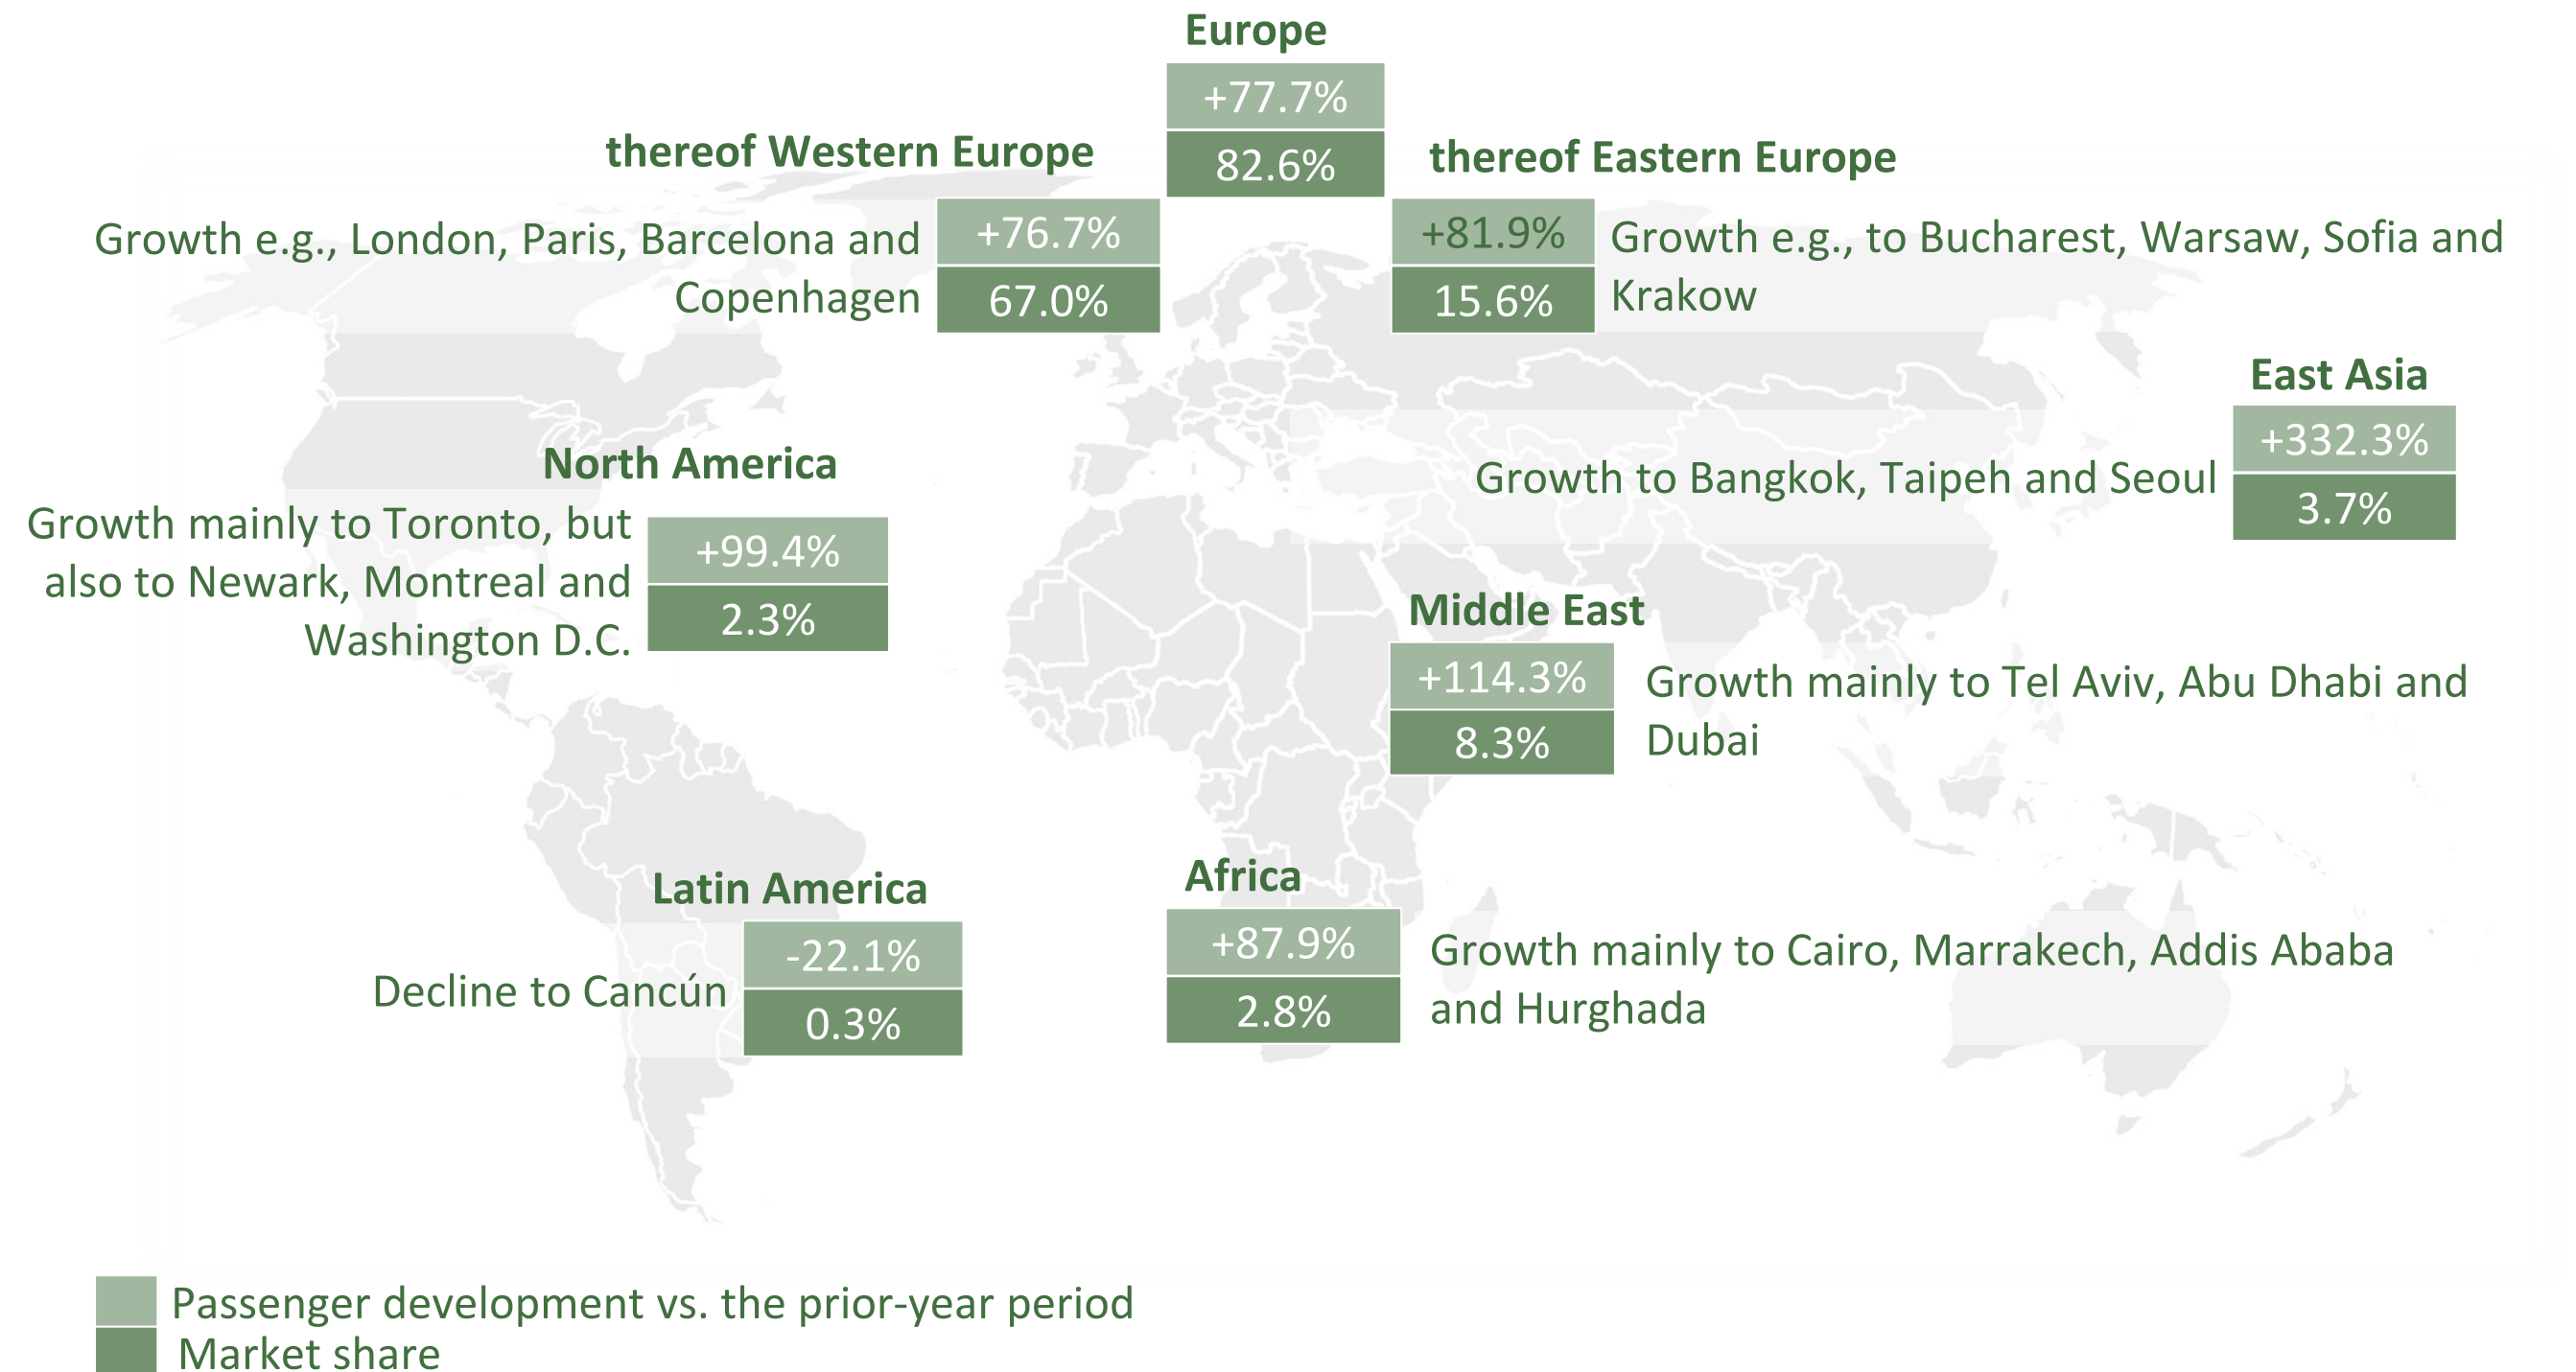 Europe
+77.7%
82.6%
thereof Western Europe
Growth e.g., London, Paris, Barcelona and
Copenhagen
+76.7%
67.0%
thereof Eastern Europe
+81.9%
15.6%
Growth e.g., to Bucharest, Warsaw, Sofia and
Krakow
East Asia
Growth to Bangkok, Taipeh and Seoul
+332.3%
3.7%
North America
Growth mainly to Toronto, but
also to Newark, Montreal and
Washington D.C.
+99.4%
2.3%
Middle East
+114.3%
8.3%
Growth mainly to Tel Aviv, Abu Dhabi and
Dubai
Latin America
Decline to Cancún
-22.1%
0.3%
Africa
+87.9%
2.8%
Growth mainly to Cairo, Marrakech, Addis Ababa
and Hurghada
Passenger development vs. the prior-year period
Market share